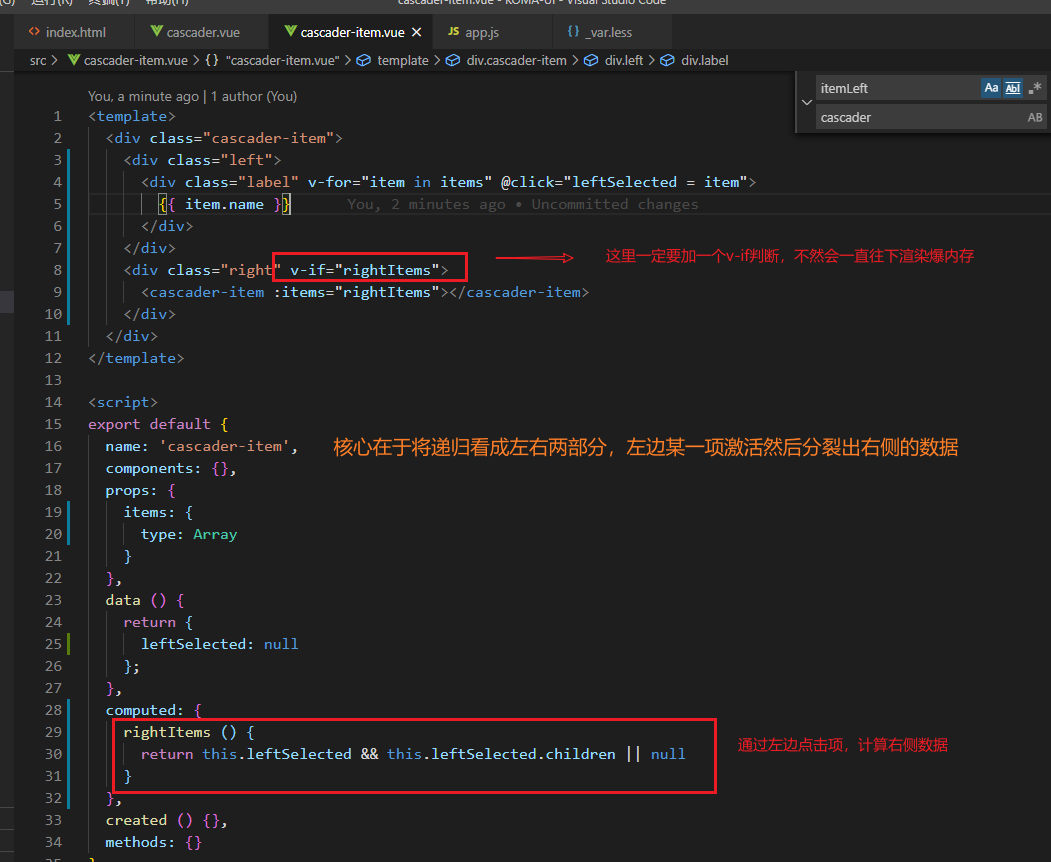 运行(R) 终端(T) 帮助(H) cascader-item.vue - KOMA-UI - Visual Studio Code
index.html cascader.vue cascader-item.vue × app.js _var.less
src > cascader-item.vue > {} "cascader-item.vue" > template > div.cascader-item > div.left > div.label
itemLeft Aa Abl .*
cascader AB
You, a minute ago | 1 author (You)
1 <template>
2 <div class="cascader-item">
3 <div class="left">
4 <div class="label" v-for="item in items" @click="leftSelected = item">
5 {{ item.name }} You, 2 minutes ago • Uncommitted changes
6 </div>
7 </div>
8 <div class="right" v-if="rightItems"> 这里一定要加一个v-if判断，不然会一直往下渲染爆内存
9 <cascader-item :items="rightItems"></cascader-item>
10 </div>
11 </div>
12 </template>
13
14 <script>
15 export default {
16 name: 'cascader-item', 核心在于将递归看成左右两部分，左边某一项激活然后分裂出右侧的数据
17 components: {},
18 props: {
19 items: {
20 type: Array
21 }
22 },
23 data () {
24 return {
25 leftSelected: null
26 };
27 },
28 computed: {
29 rightItems () {
30 return this.leftSelected && this.leftSelected.children || null 通过左边点击项，计算右侧数据
31 }
32 },
33 created () {},
34 methods: {}